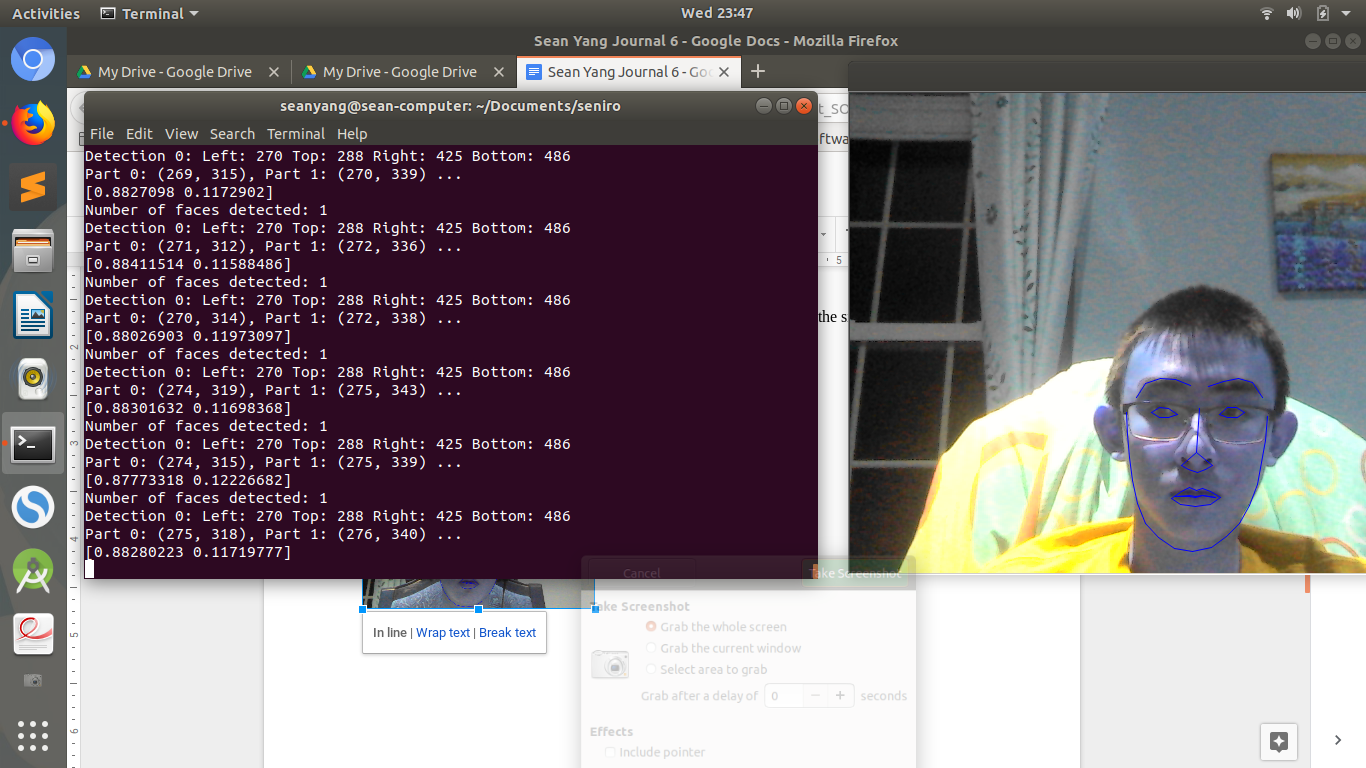 Activities
Terminal
Wed 23:47
Sean Yang Journal 6 - Google Docs - Mozilla Firefox
My Drive - Google Drive
My Drive - Google Drive
Sean Yang Journal 6 - Goo
seanyang@sean-computer: ~/Documents/seniro
File Edit View Search Terminal Help
Detection 0: Left: 270 Top: 288 Right: 425 Bottom: 486
Part 0: (269, 315), Part 1: (270, 339) ...
[0.8827098 0.1172902]
Number of faces detected: 1
Detection 0: Left: 270 Top: 288 Right: 425 Bottom: 486
Part 0: (271, 312), Part 1: (272, 336) ...
[0.88411514 0.11588486]
Number of faces detected: 1
Detection 0: Left: 270 Top: 288 Right: 425 Bottom: 486
Part 0: (270, 314), Part 1: (272, 338) ...
[0.88026903 0.11973097]
Number of faces detected: 1
Detection 0: Left: 270 Top: 288 Right: 425 Bottom: 486
Part 0: (274, 319), Part 1: (275, 343) ...
[0.88301632 0.11698368]
Number of faces detected: 1
Detection 0: Left: 270 Top: 288 Right: 425 Bottom: 486
Part 0: (274, 315), Part 1: (275, 339) ...
[0.87773318 0.12226682]
Number of faces detected: 1
Detection 0: Left: 270 Top: 288 Right: 425 Bottom: 486
Part 0: (275, 318), Part 1: (276, 340) ...
[0.88280223 0.11719777]
t_so
ftwa
5
the s
2
3
4
5
6
In line | Wrap text | Break text
Cancel
Take Screenshot
Take Screenshot
Grab the whole screen
Grab the current window
Select area to grab
Grab after a delay of 0 seconds
Effects
Include pointer